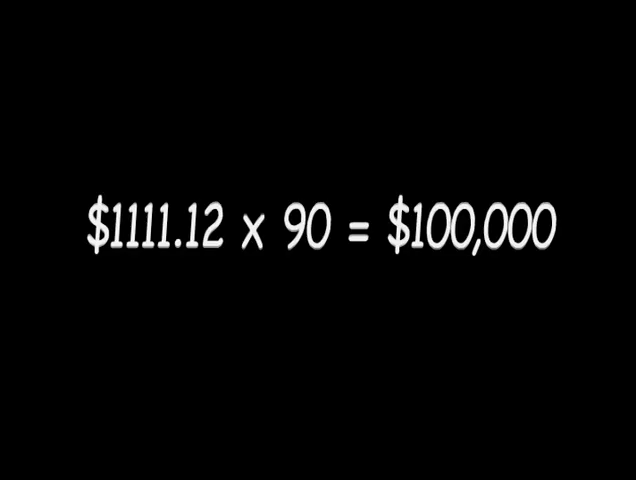 $1111.12 x 90 = $100,000